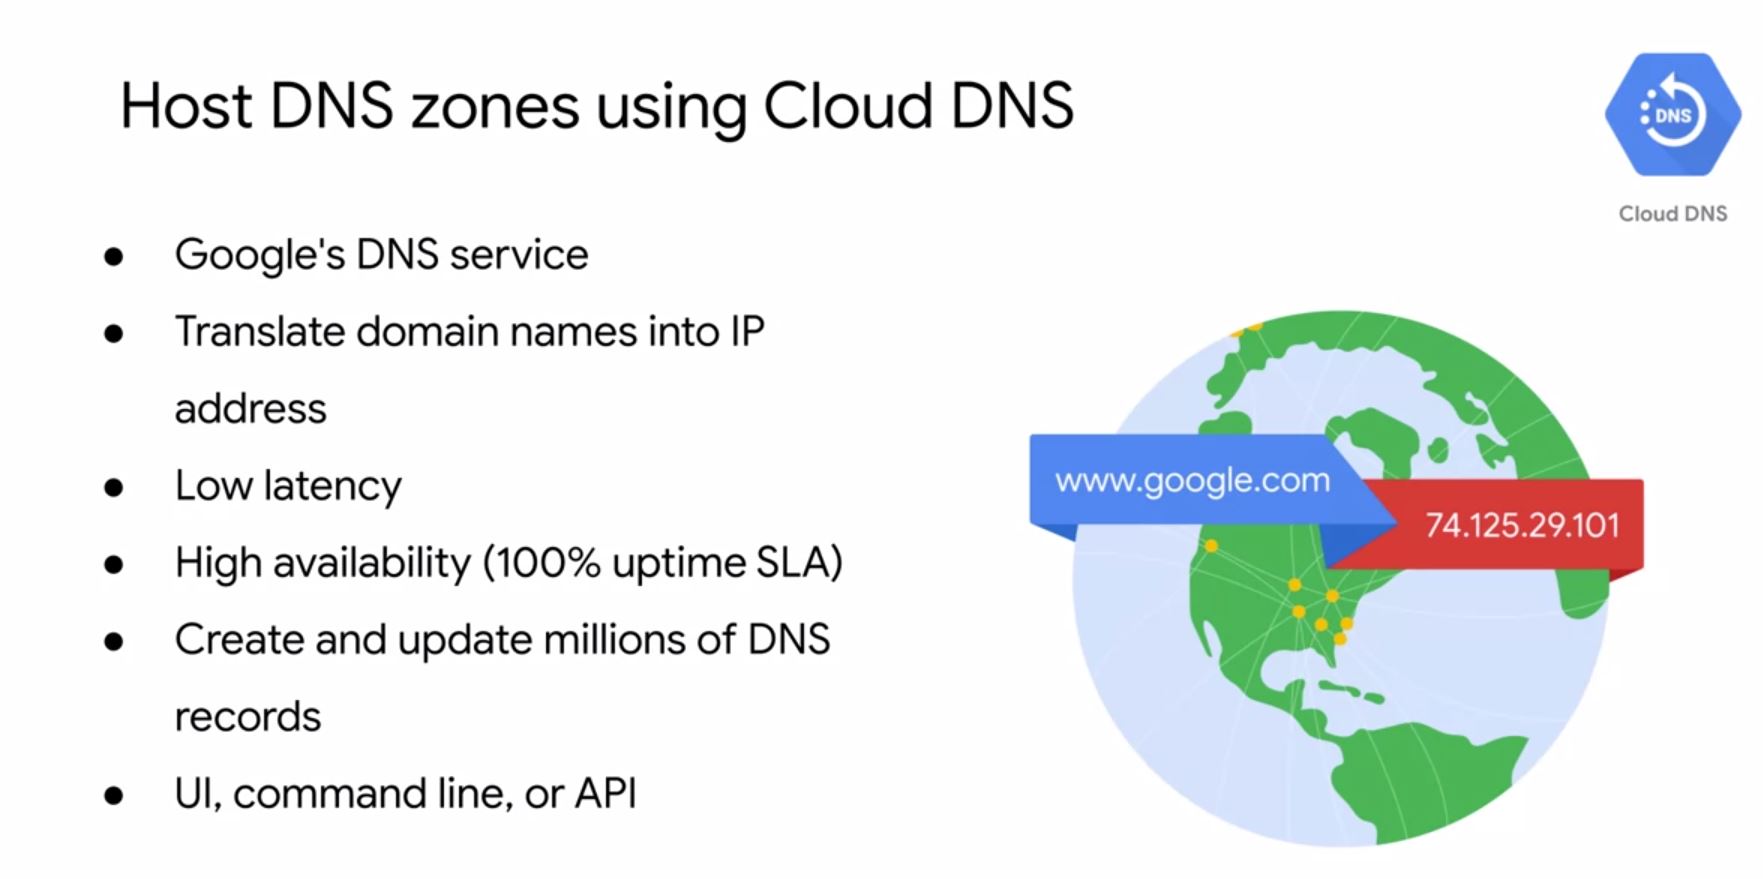 Host DNS zones using Cloud DNS
DNS
Cloud DNS
● Google's DNS service
● Translate domain names into IP
address
● Low latency
● High availability (100% uptime SLA)
● Create and update millions of DNS
records
● UI, command line, or API
www.google.com
74.125.29.101